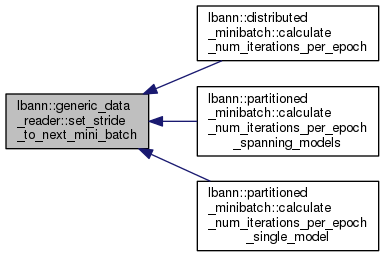 lbann::generic_data
_reader::set_stride
_to_next_mini_batch
lbann::distributed
_minibatch::calculate
_num_iterations_per_epoch
lbann::partitioned
_minibatch::calculate
_num_iterations_per_epoch
_spanning_models
lbann::partitioned
_minibatch::calculate
_num_iterations_per_epoch
_single_model